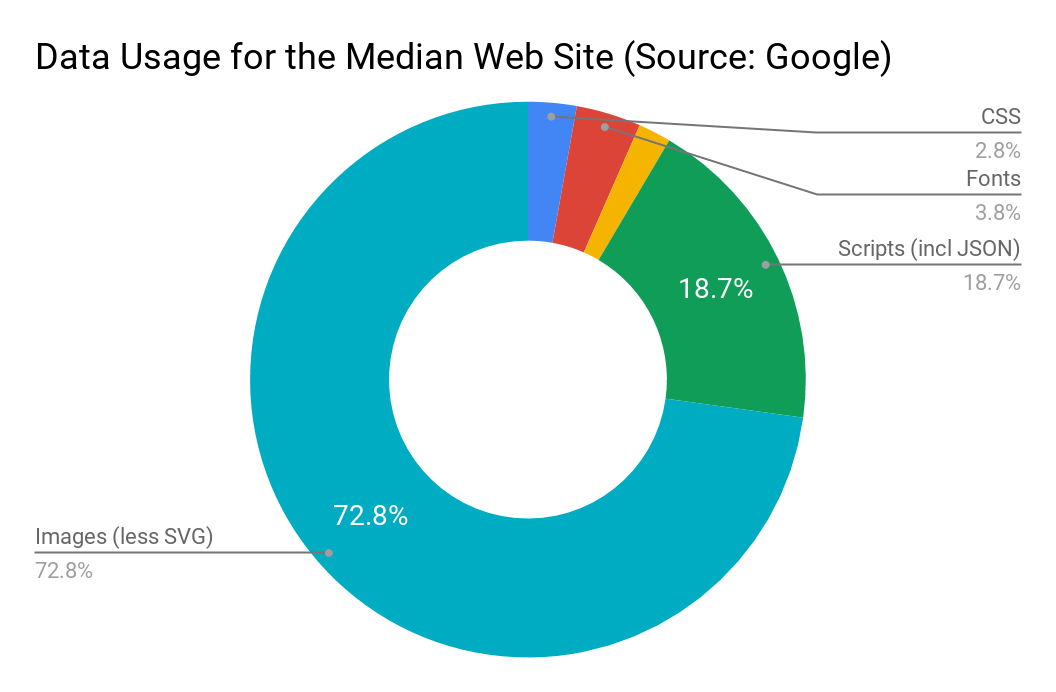 Data Usage for the Median Web Site (Source: Google)
CSS
2.8%
Fonts
3.8%
Scripts (incl JSON)
18.7%
18.7%
72.8%
Images (less SVG)
72.8%